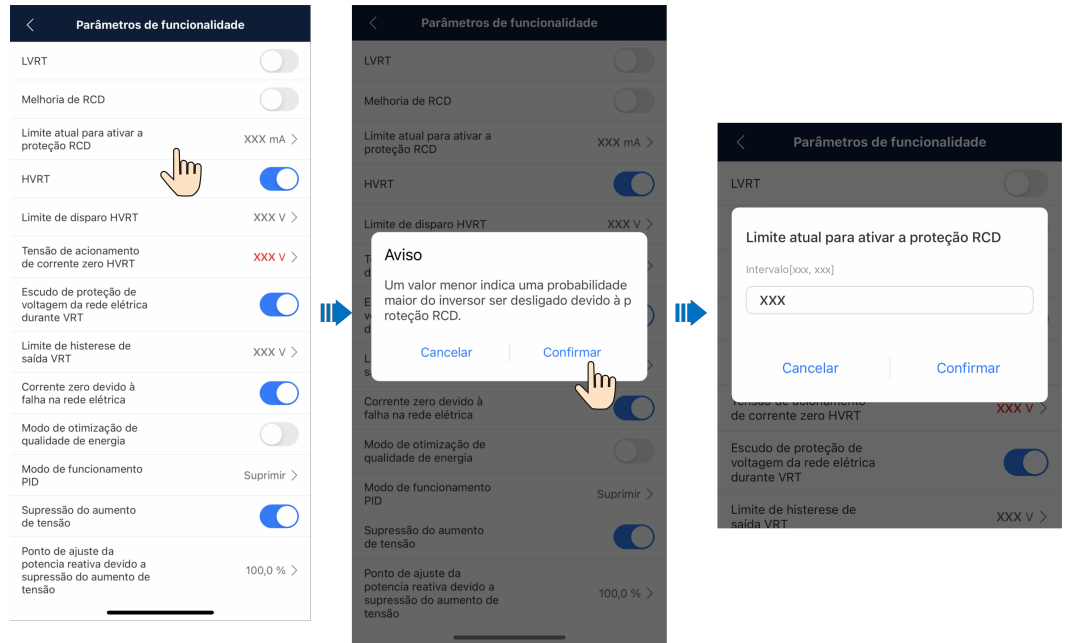 Parâmetros de funcionalidade
LVRT
Melhoria de RCD
Limite atual para ativar a
proteção RCD
XXX mA
HVRT
Limite de disparo HVRT
XXX V
Tensão de acionamento
de corrente zero HVRT
XXX V
Escudo de proteção de
voltagem da rede elétrica
durante VRT
Limite de histerese de
saída VRT
XXX V
Corrente zero devido à
falha na rede elétrica
Modo de otimização de
qualidade de energia
Modo de funcionamento
PID
Suprimir
Supressão do aumento
de tensão
Ponto de ajuste da
potencia reativa devido a
supressão do aumento de
tensão
100,0 %
Parâmetros de funcionalidade
LVRT
Melhoria de RCD
Limite atual para ativar a
proteção RCD
XXX mA
HVRT
Limite de disparo HVRT
XXX V
Aviso
Um valor menor indica uma probabilidade
maior do inversor ser desligado devido à p
roteção RCD.
Cancelar
Confirmar
Corrente zero devido à
falha na rede elétrica
Modo de otimização de
qualidade de energia
Modo de funcionamento
PID
Suprimir
Supressão do aumento
de tensão
Ponto de ajuste da
potencia reativa devido a
supressão do aumento de
tensão
100,0 %
Parâmetros de funcionalidade
LVRT
Limite atual para ativar a proteção RCD
Intervalo[xxx, xxx]
XXX
Cancelar
Confirmar
Tensão de acionamento
de corrente zero HVRT
XXX V
Escudo de proteção de
voltagem da rede elétrica
durante VRT
Limite de histerese de
saída VRT
XXX V